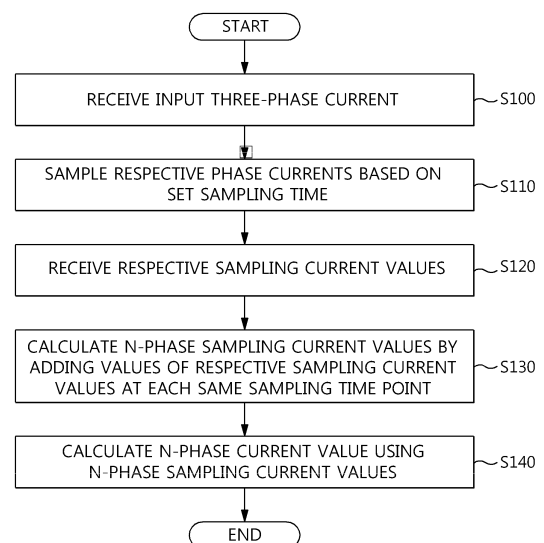 START
RECEIVE INPUT THREE-PHASE CURRENT
S100
SAMPLE RESPECTIVE PHASE CURRENTS BASED ON
SET SAMPLING TIME
S110
RECEIVE RESPECTIVE SAMPLING CURRENT VALUES
S120
CALCULATE N-PHASE SAMPLING CURRENT VALUES BY
ADDING VALUES OF RESPECTIVE SAMPLING CURRENT
VALUES AT EACH SAME SAMPLING TIME POINT
S130
CALCULATE N-PHASE CURRENT VALUE USING
N-PHASE SAMPLING CURRENT VALUES
S140
END